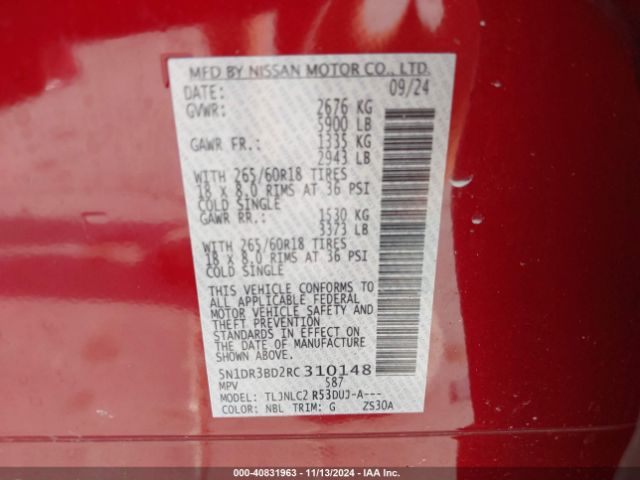 MFD BY NISSAN MOTOR CO., LTD.
DATE: 09/24
GVWR: 2676 KG
5900 LB
GAWR FR.: 1335 KG
2943 LB
WITH 265/60R18 TIRES
18 X 8.0 RIMS AT 36 PSI
COLD SINGLE
GAWR RR.: 1530 KG
3373 LB
WITH 265/60R18 TIRES
18 X 8.0 RIMS AT 36 PSI
COLD SINGLE
THIS VEHICLE CONFORMS TO
ALL APPLICABLE FEDERAL
MOTOR VEHICLE SAFETY AND
THEFT PREVENTION
STANDARDS IN EFFECT ON
THE DATE OF MANUFACTURE
SHOWN ABOVE.
5N1DR3BD2RC310148
MPV 587
MODEL: TLJNLC2 R53DUJ-A---
COLOR: NBL TRIM: G ZS30A
000-40831963 - 11/13/2024 - IAA Inc.